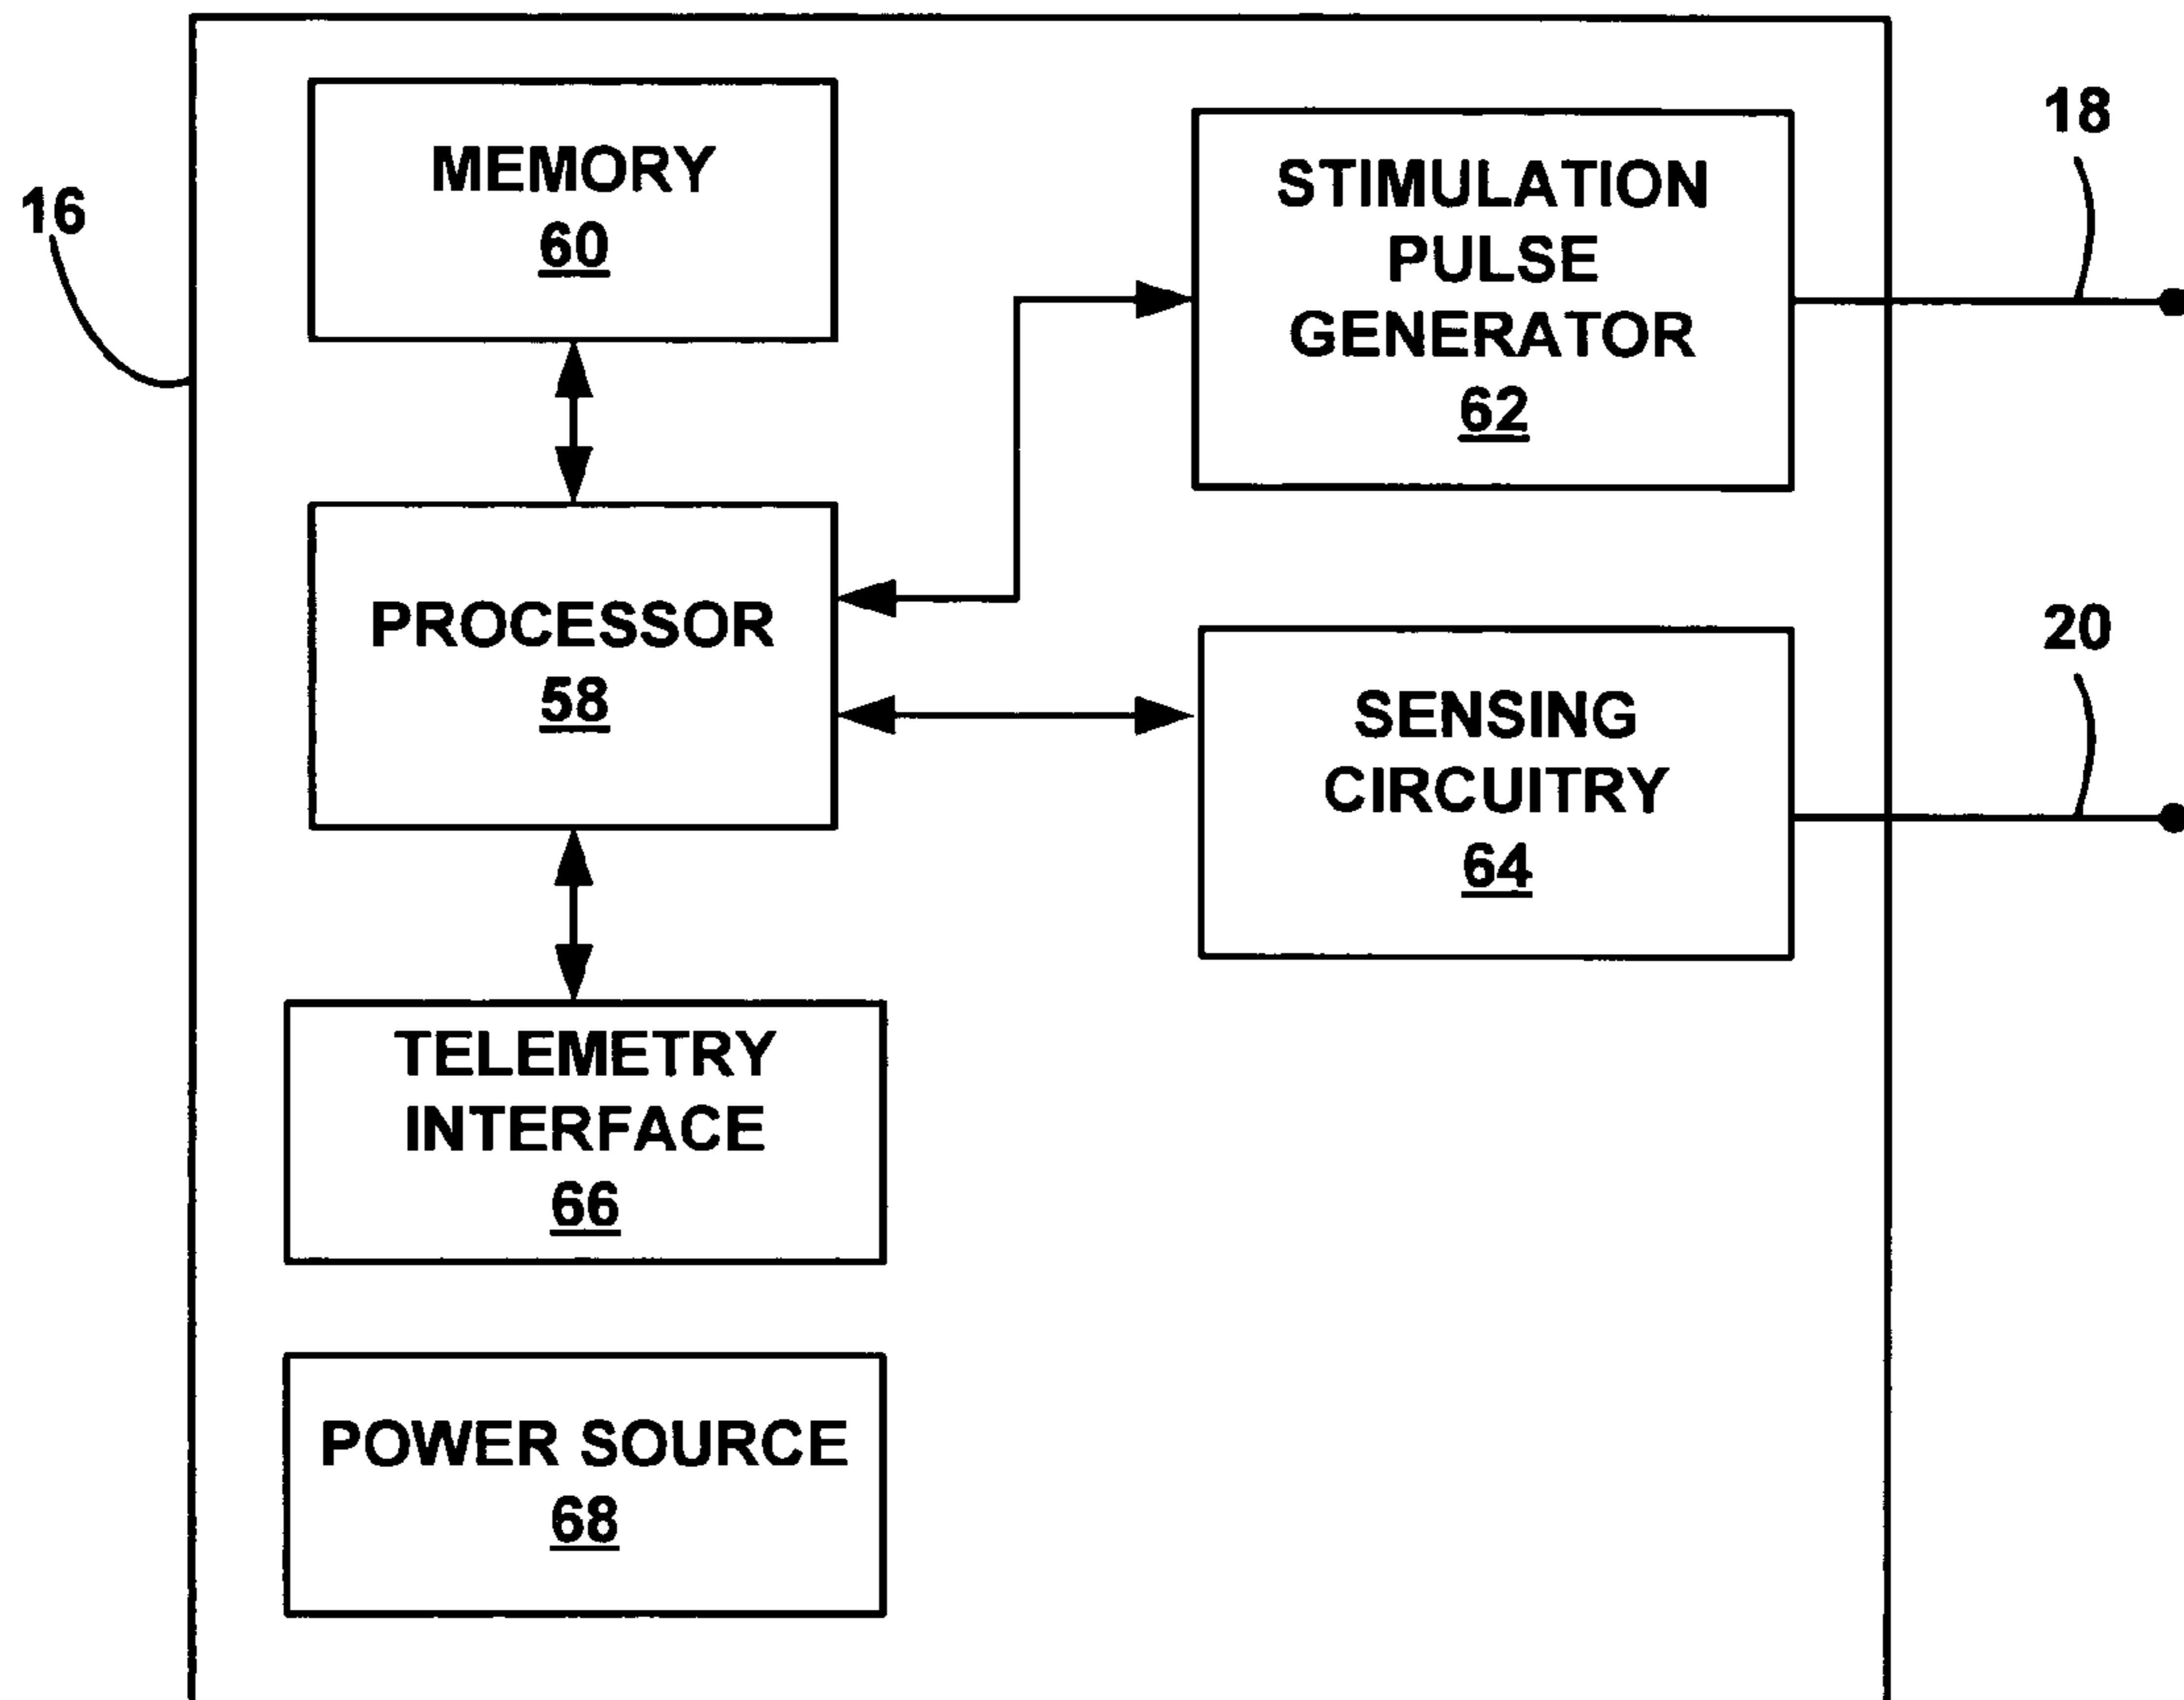 16
MEMORY
60
STIMULATION
PULSE
GENERATOR
62
18
PROCESSOR
58
SENSING
CIRCUITRY
64
20
TELEMETRY
INTERFACE
66
POWER SOURCE
68